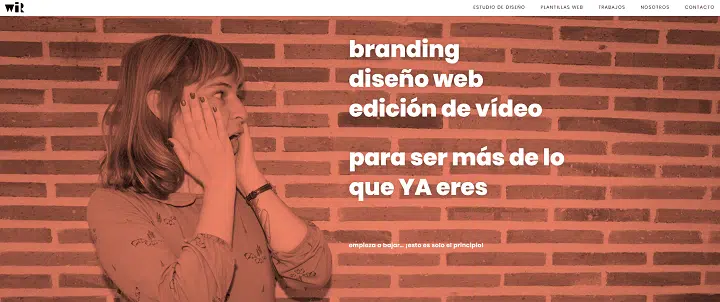 wit
ESTUDIO DE DISEÑO PLANTILLAS WEB TRABAJOS NOSOTROS CONTACTO
branding
diseño web
edición de vídeo
para ser más de lo
que YA eres
empieza a bajar... ¡esto es solo el principio!